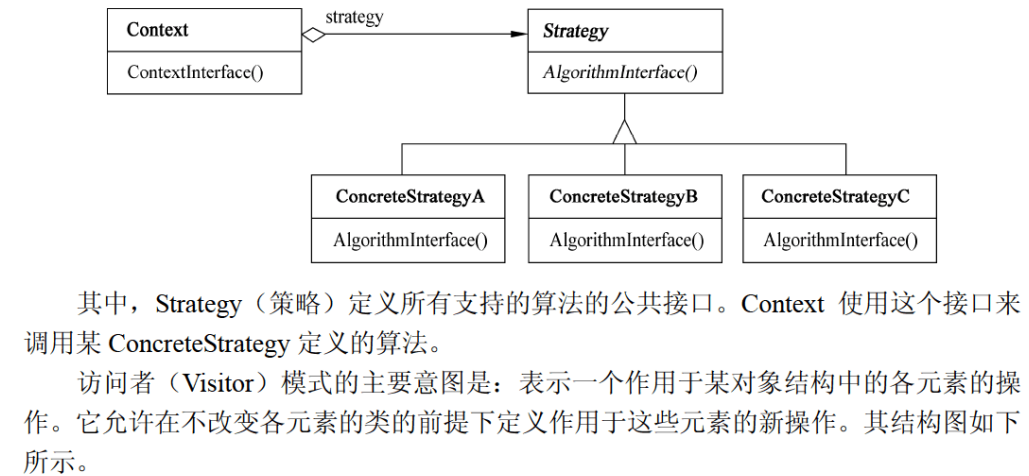 strategy
Context
Strategy
ContextInterface()
AlgorithmInterface()
ConcreteStrategyA
ConcreteStrategyB
ConcreteStrategyC
AlgorithmInterface()
AlgorithmInterface()
AlgorithmInterface()
其中，Strategy（策略）定义所有支持的算法的公共接口。Context 使用这个接口来
调用某 ConcreteStrategy 定义的算法。
访问者（Visitor）模式的主要意图是：表示一个作用于某对象结构中的各元素的操
作。它允许在不改变各元素的类的前提下定义作用于这些元素的新操作。其结构图如下
所示。